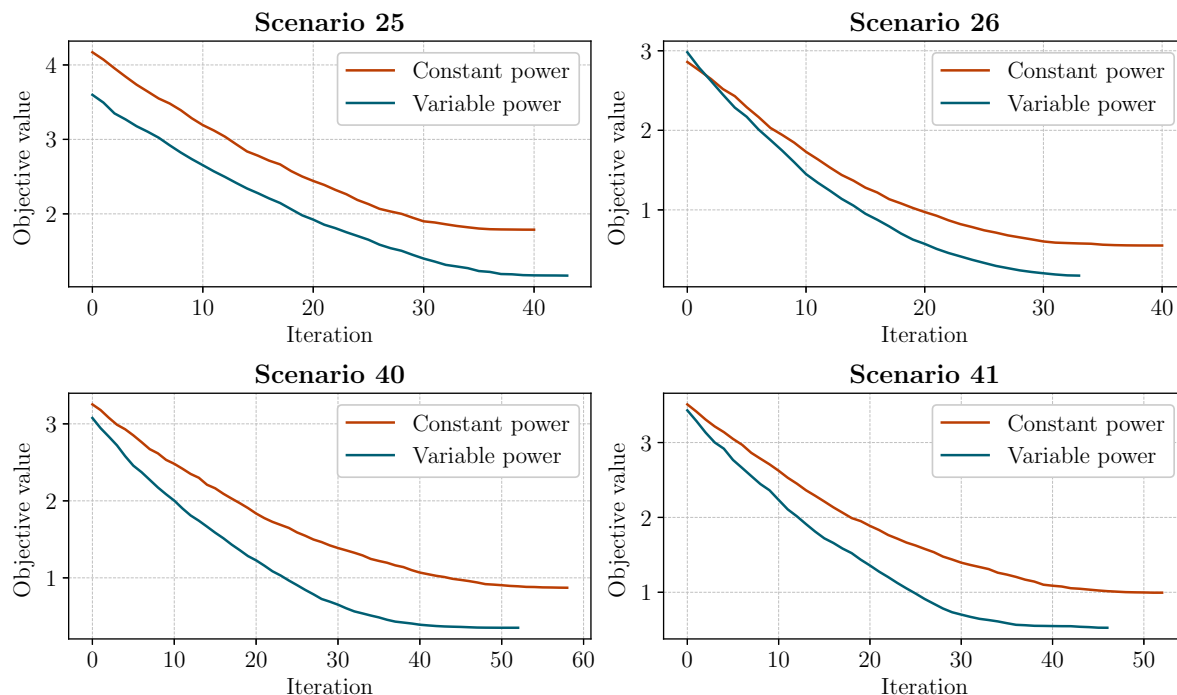 Scenario 25
Objective value
4
3
2
Constant power
Variable power
0 10 20 30 40
Iteration
Scenario 26
Objective value
3
2
1
Constant power
Variable power
0 10 20 30 40
Iteration
Scenario 40
Objective value
3
2
1
Constant power
Variable power
0 10 20 30 40 50 60
Iteration
Scenario 41
Objective value
3
2
1
Constant power
Variable power
0 10 20 30 40 50
Iteration